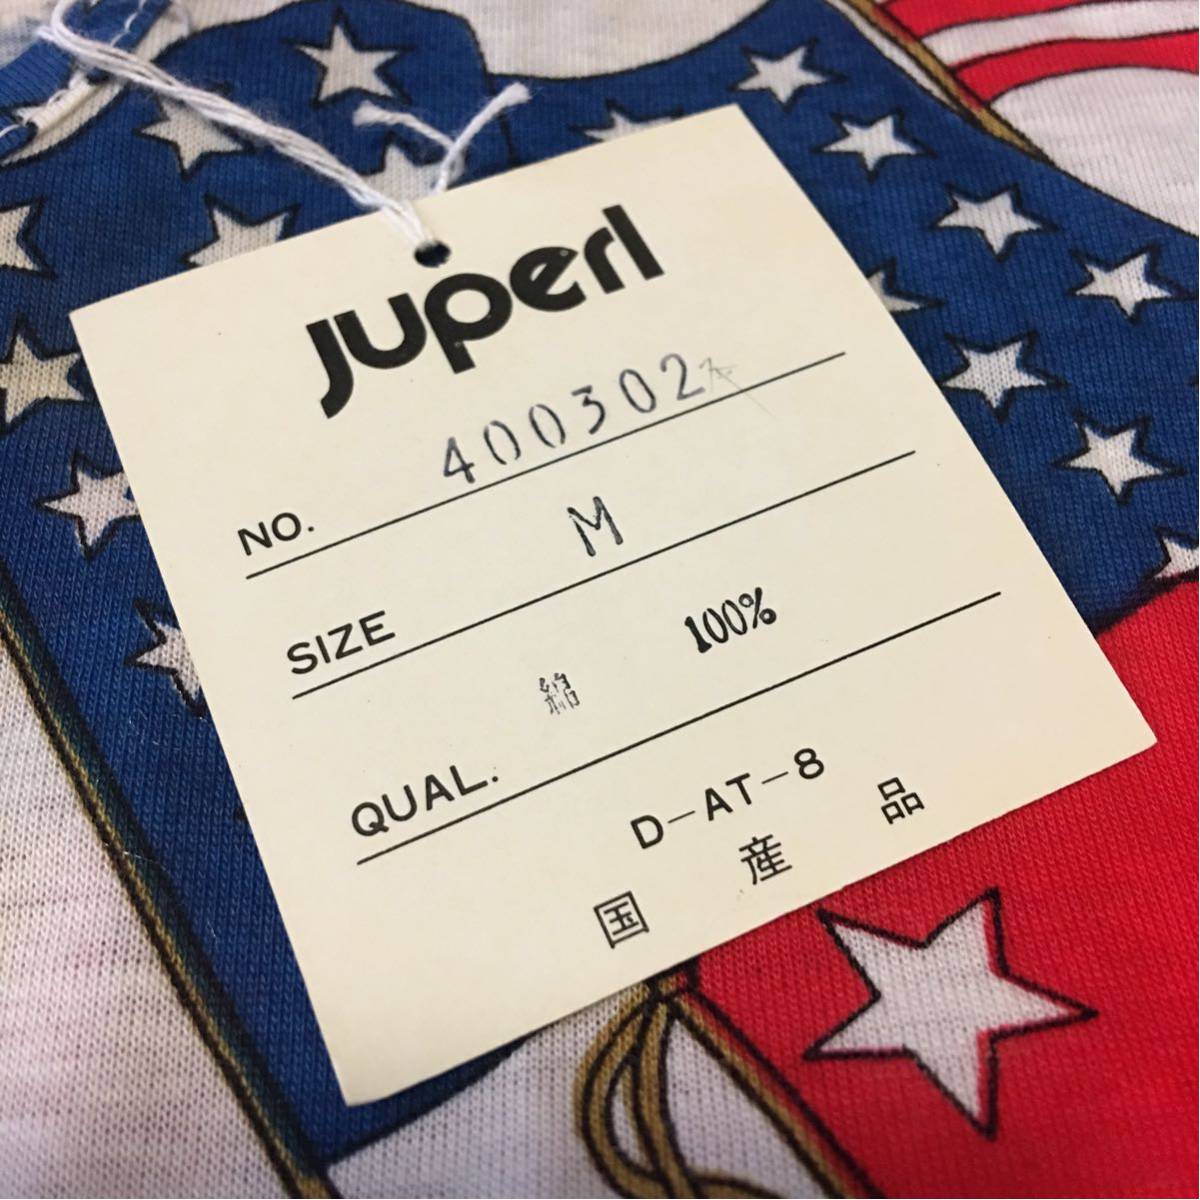 Juperl
NO. 400302
SIZE M
QUAL. 綿 100%
D-AT-8
国産品